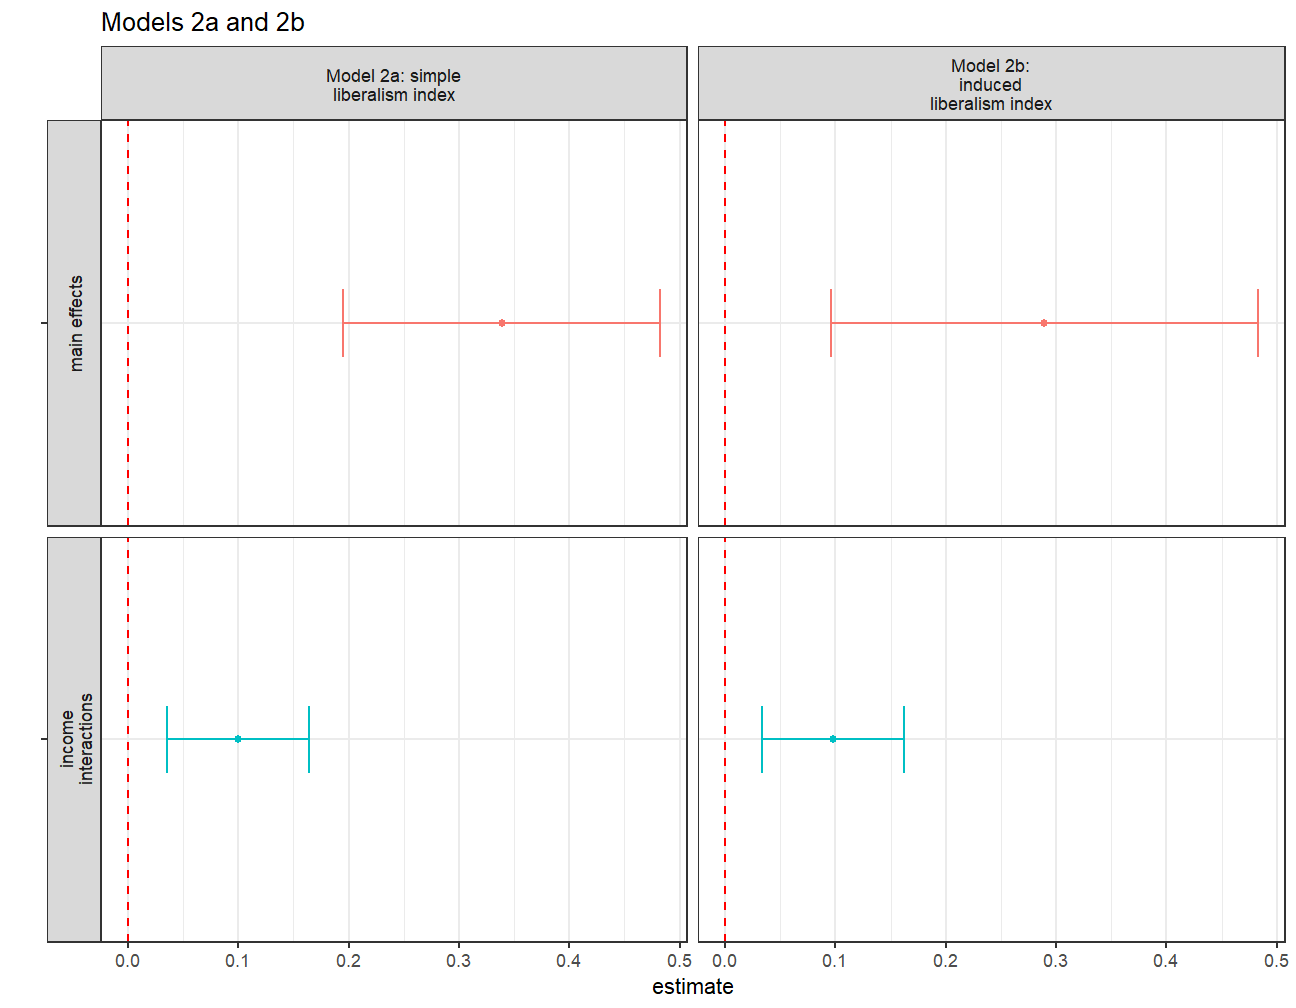 Models 2a and 2b
Model 2a: simple
liberalism index
Model 2b:
induced
liberalism index
main effects
income
interactions
0.0 0.1 0.2 0.3 0.4 0.5
0.0 0.1 0.2 0.3 0.4 0.5
estimate